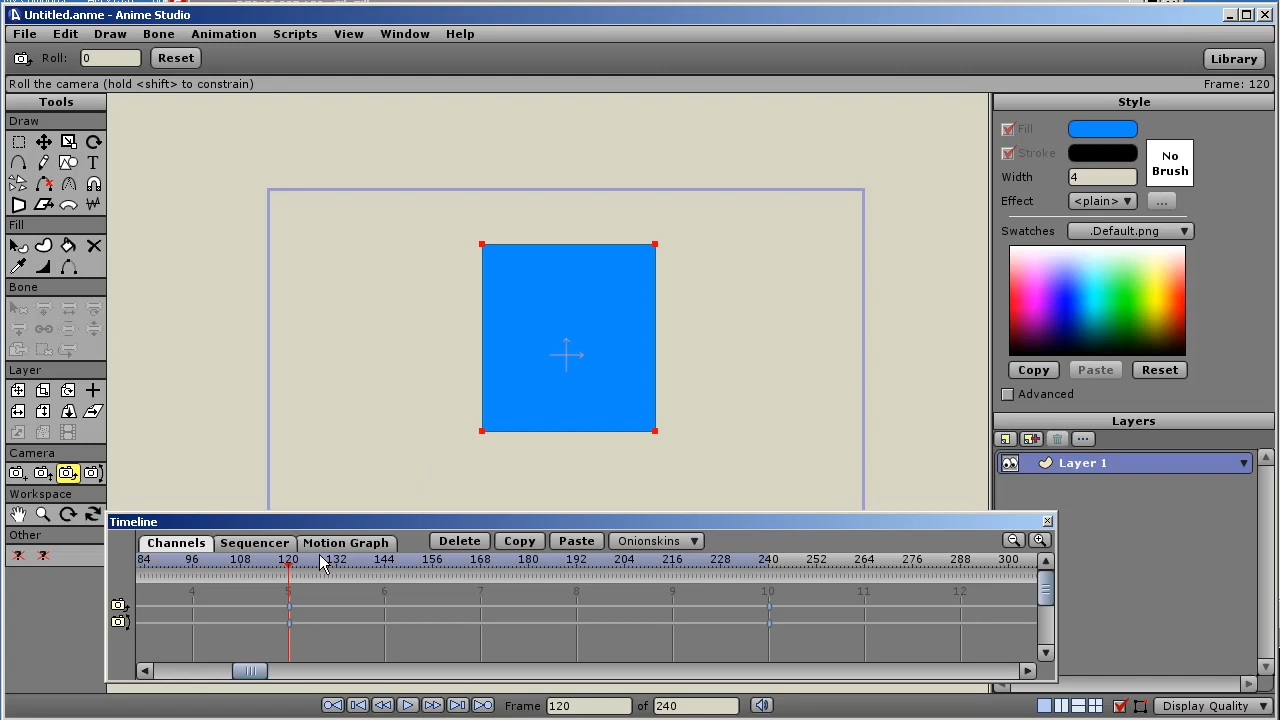 Untitled.anme - Anime Studio
File Edit Draw Bone Animation Scripts View Window Help
Roll: 0 Reset Library
Roll the camera (hold <shift> to constrain) Frame: 120
Tools
Style
Draw
Fill
Stroke
No Brush
Width 4
Effect <plain> ...
Fill
Swatches .Default.png
Bone
Copy Paste Reset
Layer
Advanced
Layers
Camera
Layer 1
Workspace
Timeline
Other
Channels Sequencer Motion Graph Delete Copy Paste Onionskins
84 96 108 120 132 144 156 168 180 192 204 216 228 240 252 264 276 288 300
4 5 6 7 8 9 10 11 12
Frame 120 of 240 Display Quality